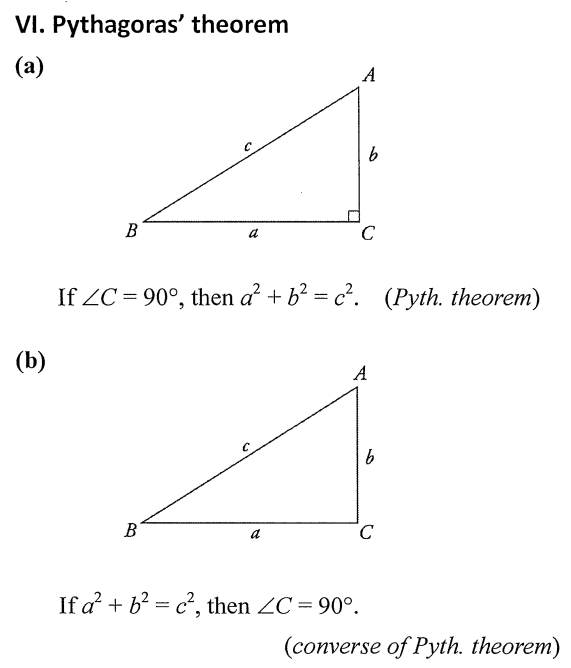 VI. Pythagoras’ theorem
(a)
A
c
b
B
a
C
If ∠C = 90°, then a² + b² = c². (Pyth. theorem)
(b)
A
c
b
B
a
C
If a² + b² = c², then ∠C = 90°.
(converse of Pyth. theorem)